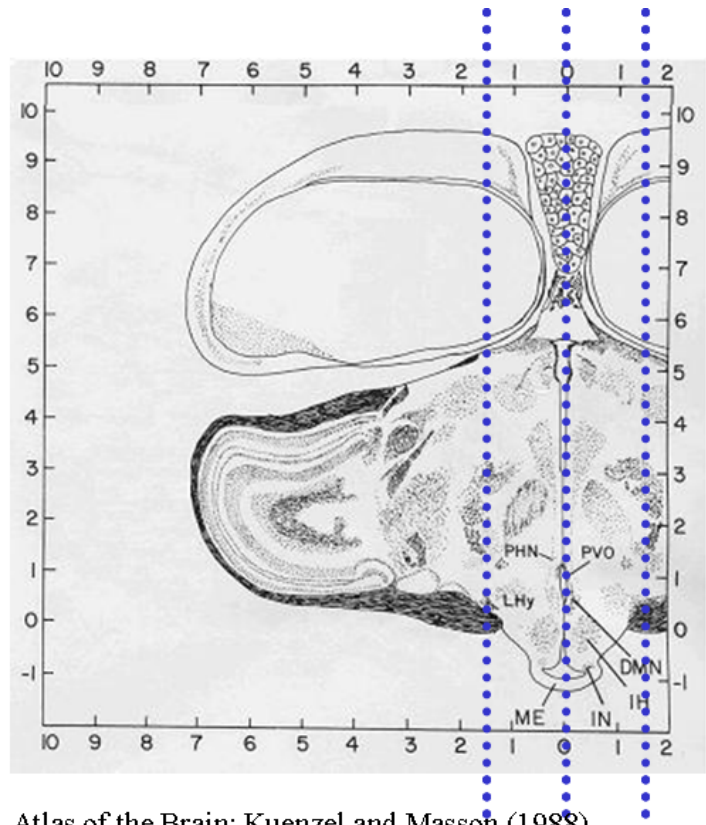 10 9 8 7 6 5 4 3 2 1 0 1 2
10 10
9 9
8 8
7 7
6 6
5 5
4 4
3 3
2 2
PHN PVO
1 1
LHy
0 0
DMN
-1 -1
IH
ME IN
10 9 8 7 6 5 4 3 2 1 0 1 2
Atlas of the Brain: Kuenzel and Masson (1988)